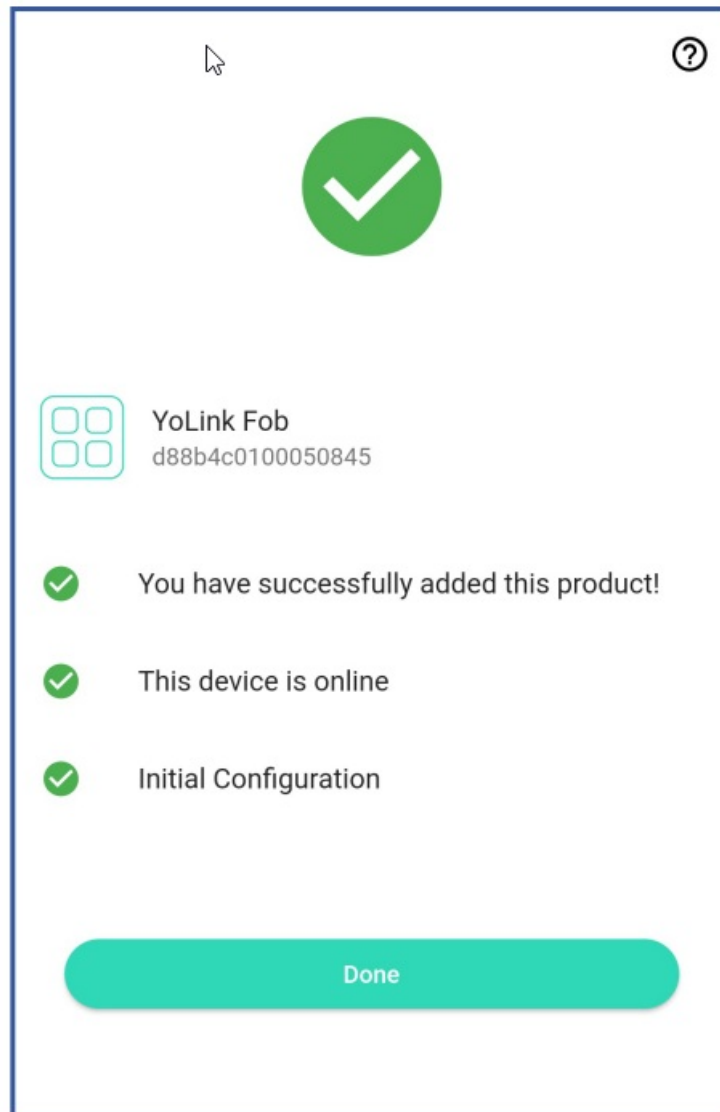 ?
YoLink Fob
d88b4c0100050845
You have successfully added this product!
This device is online
Initial Configuration
Done